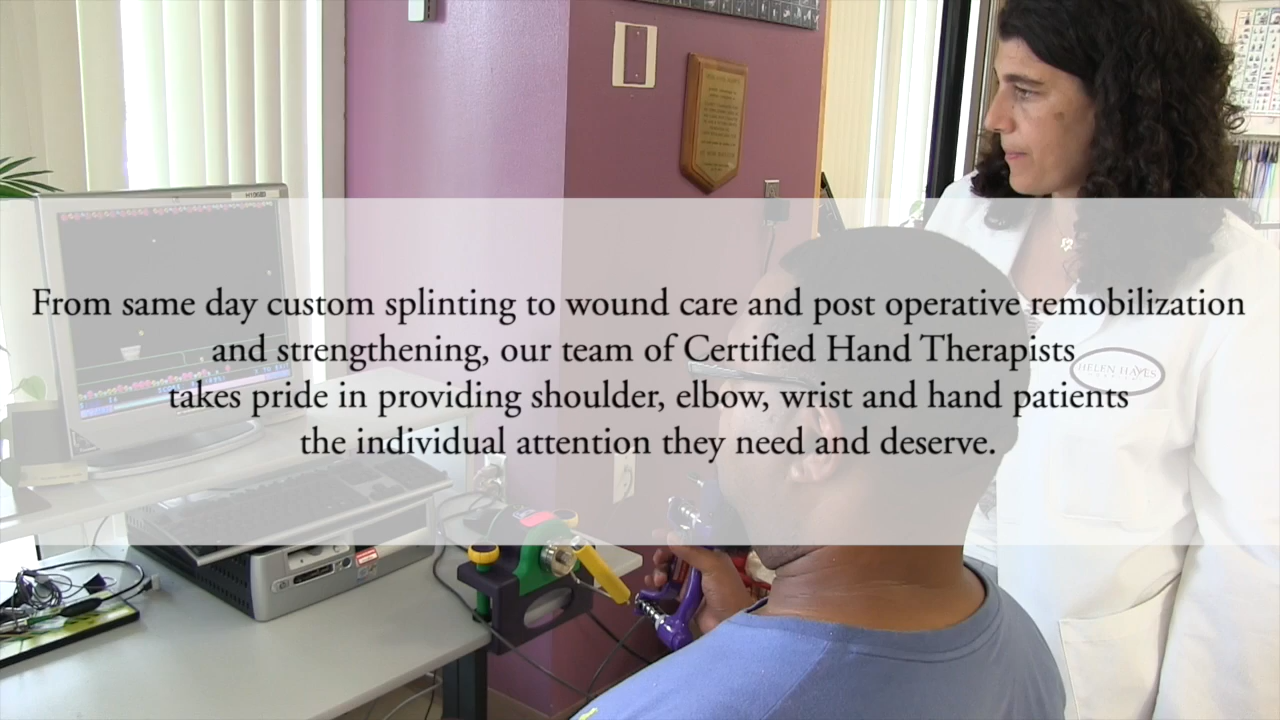 From same day custom splinting to wound care and post operative remobilization
and strengthening, our team of Certified Hand Therapists
takes pride in providing shoulder, elbow, wrist and hand patients
the individual attention they need and deserve.
HELEN HAYES